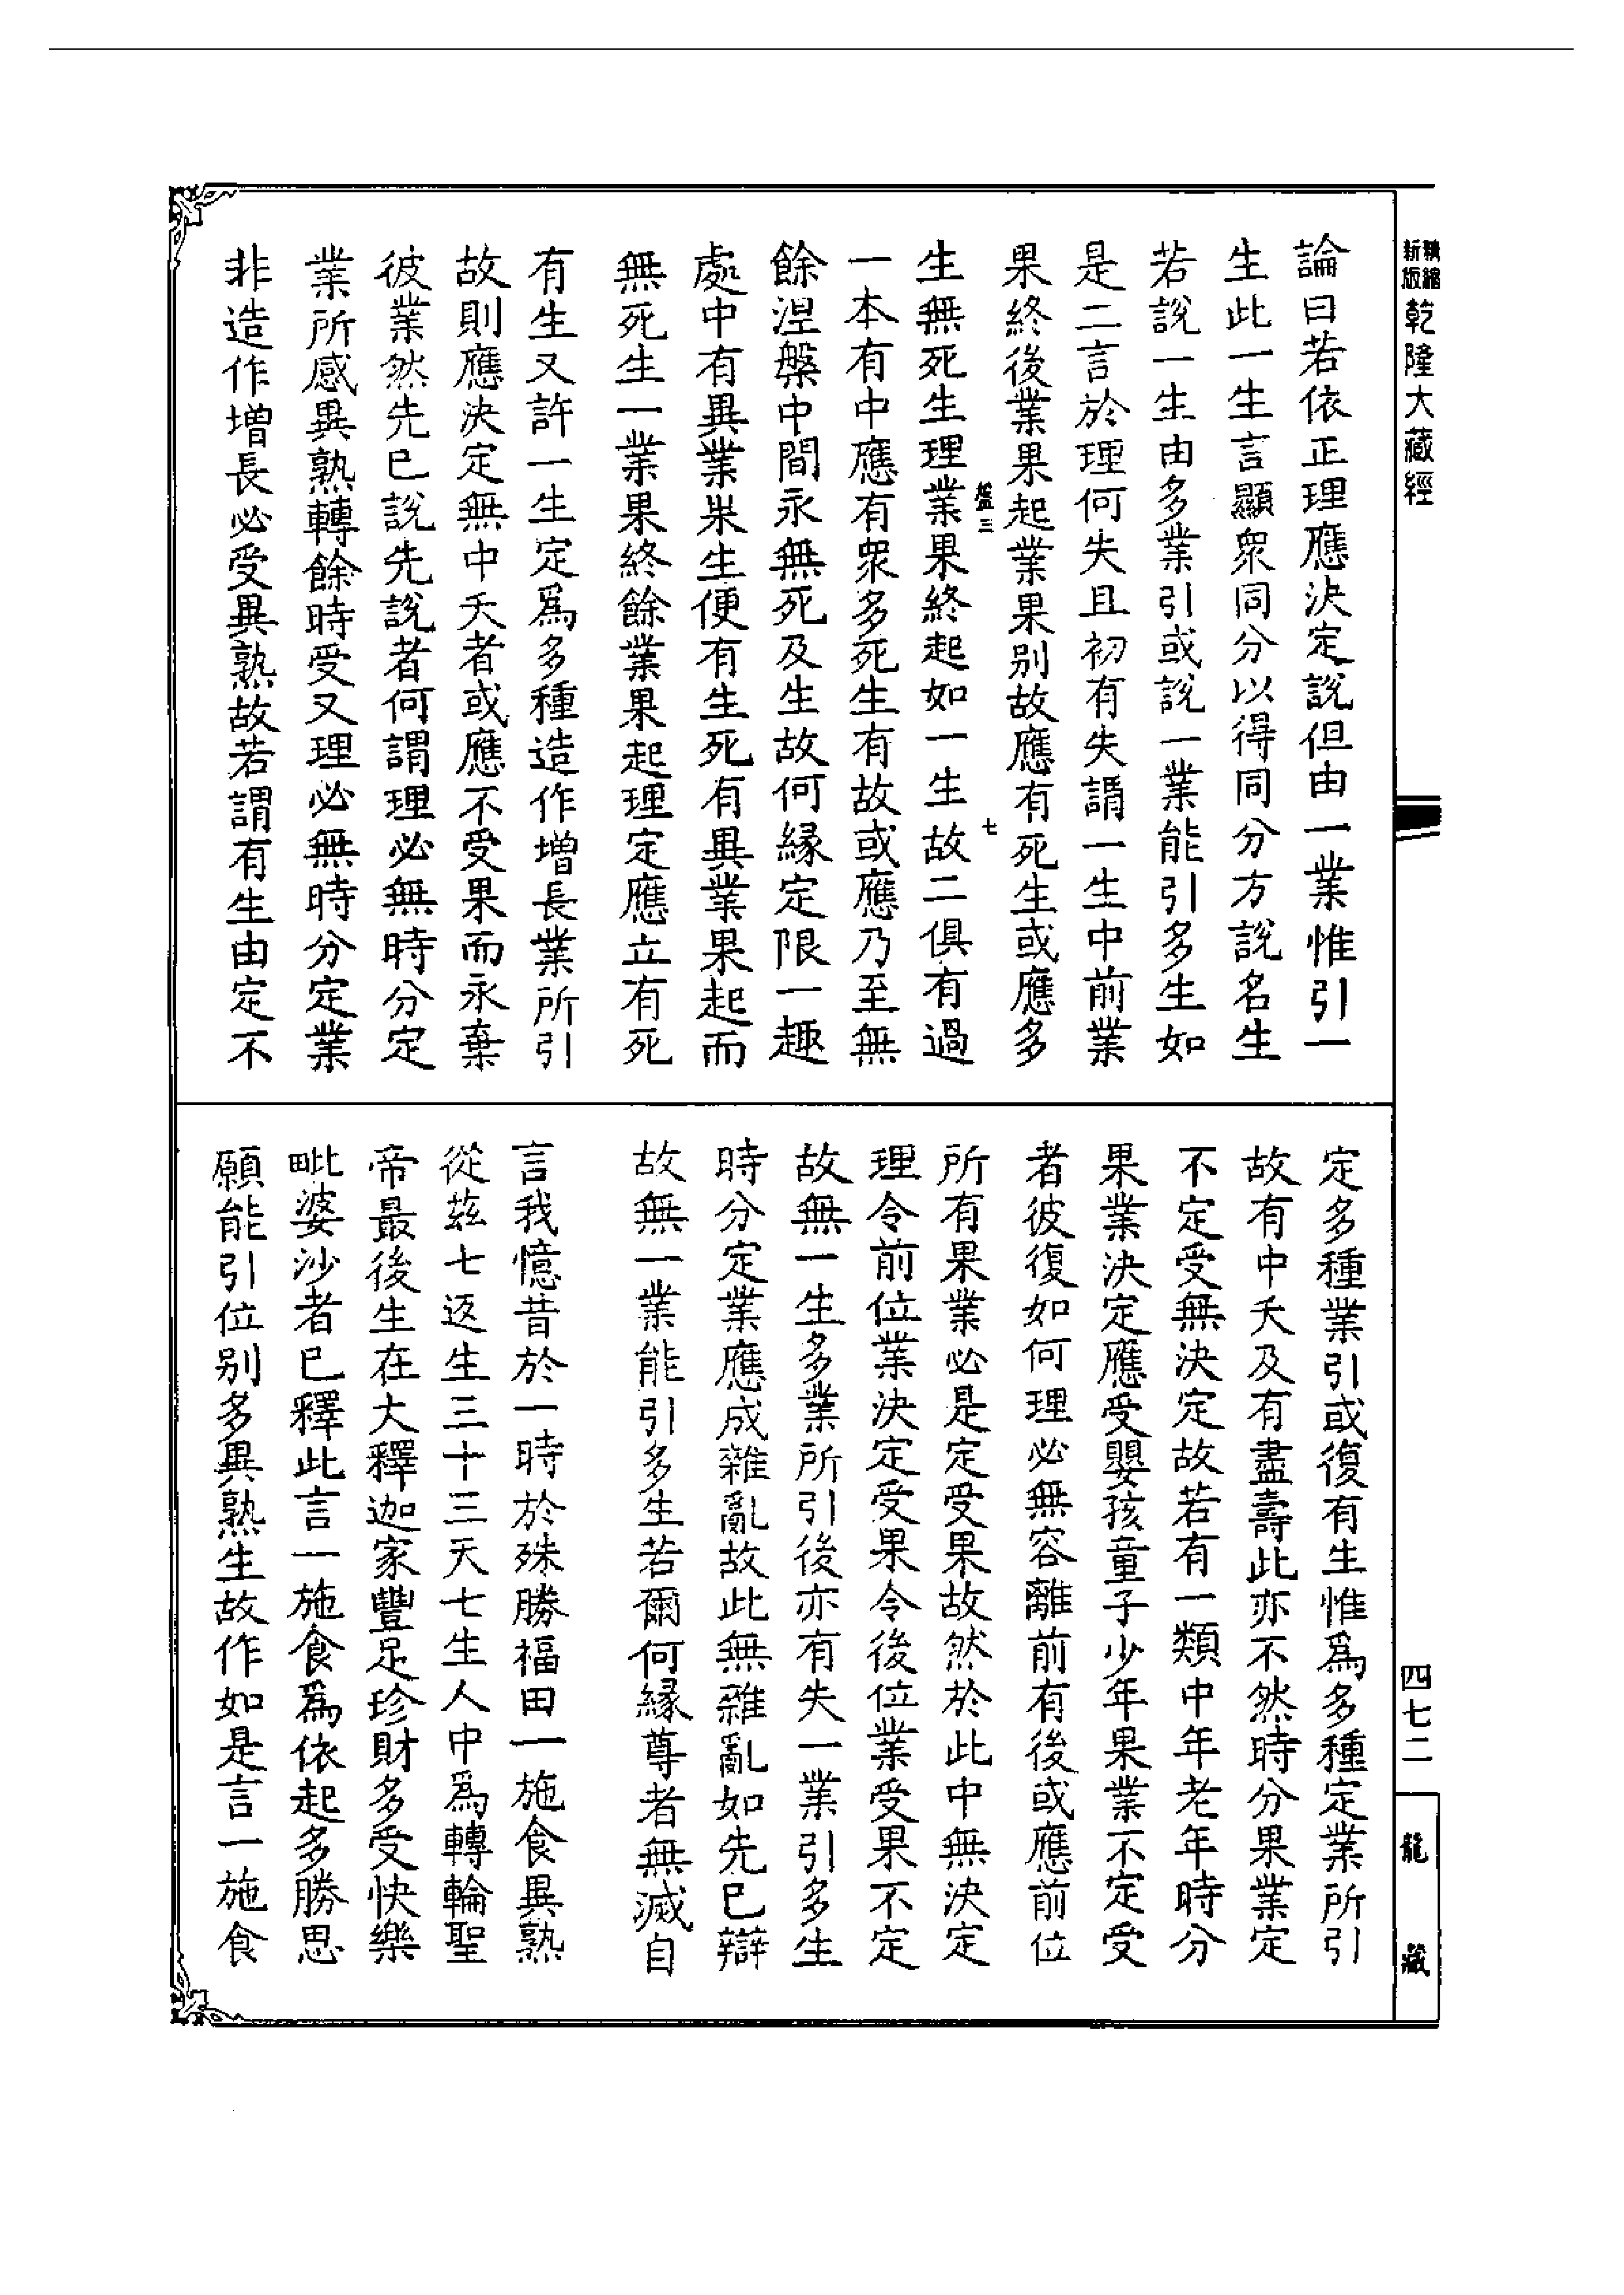 精縮新版乾隆大藏經
論曰若依正理應決定說但由一業惟引一
生此一生言顯衆同分以得同分方說名生
若說一生由多業引或說一業能引多生如
是二言於理何失且初有失謂一生中前業
果終後業果起業果別故應有死生或應多
盤三
七
生無死生理業果終起如一生故二俱有過
一本有中應有衆多死生有故或應乃至無
餘涅槃中間永無死及生故何緣定限一趣
處中有異業果生便有生死有異業果起而
無死生一業果終餘業果起理定應立有死
有生又許一生定爲多種造作增長業所引
故則應決定無中夭者或應不受果而永棄
彼業然先已說先說者何謂理必無時分定
業所感異熟轉餘時受又理必無時分定業
非造作增長必受異熟故若謂有生由定不
定多種業引或復有生惟爲多種定業所引
故有中夭及有盡壽此亦不然時分果業定
不定受無決定故若有一類中年老年時分
果業決定應受嬰孩童子少年果業不定受
者彼復如何理必無容離前有後或應前位
所有果業必是定受果故然於此中無決定
理令前位業決定受果令後位業受果不定
故無一生多業所引後亦有失一業引多生
時分定業應成雜亂故此無雜亂如先已辯
故無一業能引多生若爾何緣尊者無滅自
言我憶昔於一時於殊勝福田一施食異熟
從茲七返生三十三天七生人中爲轉輪聖
帝最後生在大釋迦家豐足珍財多受快樂
毗婆沙者已釋此言一施食爲依起多勝思
願能引位別多異熟生故作如是言一施食
四七二
龍藏